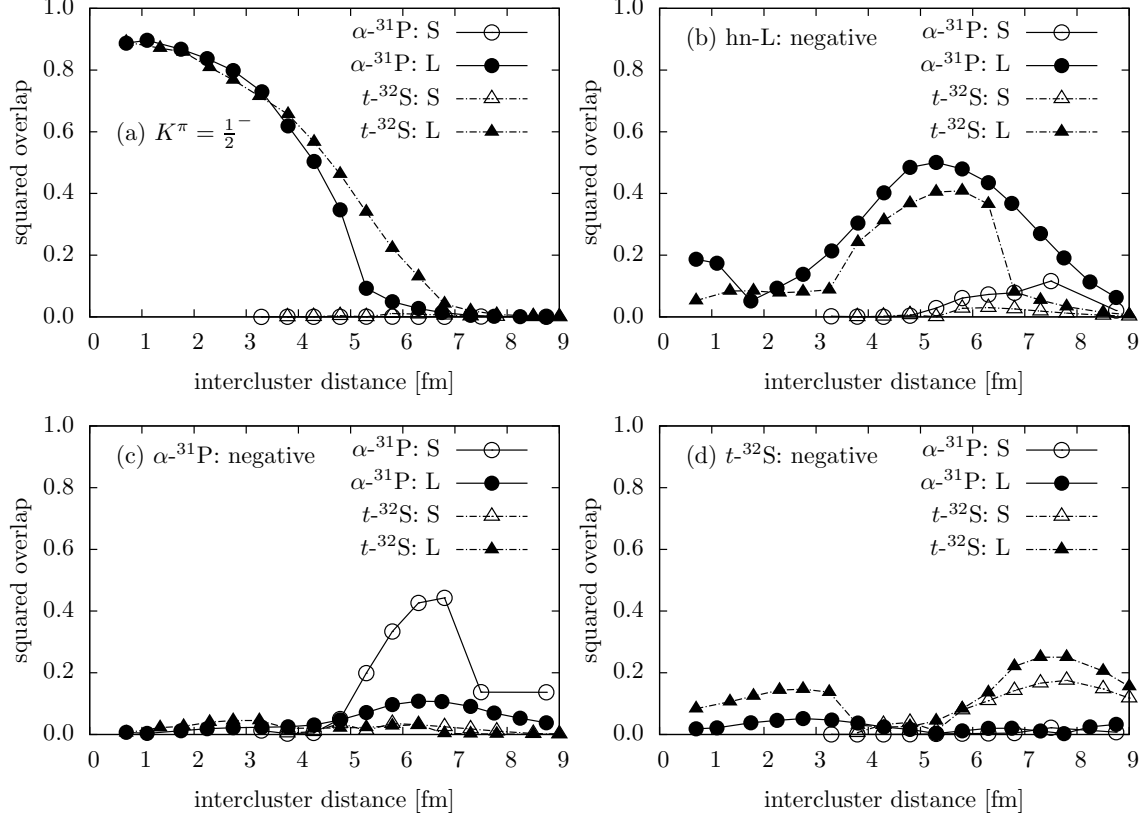 1.0
0.8
0.6
0.4
0.2
0.0
squared overlap
(a) Kπ = 1/2−
α-³¹P: S
α-³¹P: L
t-³²S: S
t-³²S: L
0 1 2 3 4 5 6 7 8 9
intercluster distance [fm]
1.0
0.8
0.6
0.4
0.2
0.0
squared overlap
(b) hn-L: negative
α-³¹P: S
α-³¹P: L
t-³²S: S
t-³²S: L
0 1 2 3 4 5 6 7 8 9
intercluster distance [fm]
1.0
0.8
0.6
0.4
0.2
0.0
squared overlap
(c) α-³¹P: negative
α-³¹P: S
α-³¹P: L
t-³²S: S
t-³²S: L
0 1 2 3 4 5 6 7 8 9
intercluster distance [fm]
1.0
0.8
0.6
0.4
0.2
0.0
squared overlap
(d) t-³²S: negative
α-³¹P: S
α-³¹P: L
t-³²S: S
t-³²S: L
0 1 2 3 4 5 6 7 8 9
intercluster distance [fm]